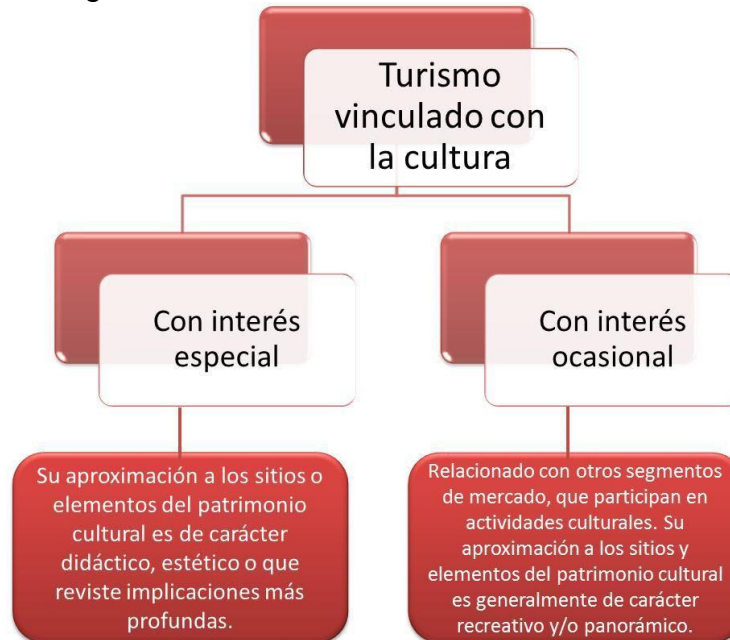 Turismo
vinculado con
la cultura
Con interés
especial
Con interés
ocasional
Su aproximación a los sitios o
elementos del patrimonio
cultural es de carácter
didáctico, estético o que
reviste implicaciones más
profundas.
Relacionado con otros segmentos
de mercado, que participan en
actividades culturales. Su
aproximación a los sitios y
elementos del patrimonio cultural
es generalmente de carácter
recreativo y/o panorámico.